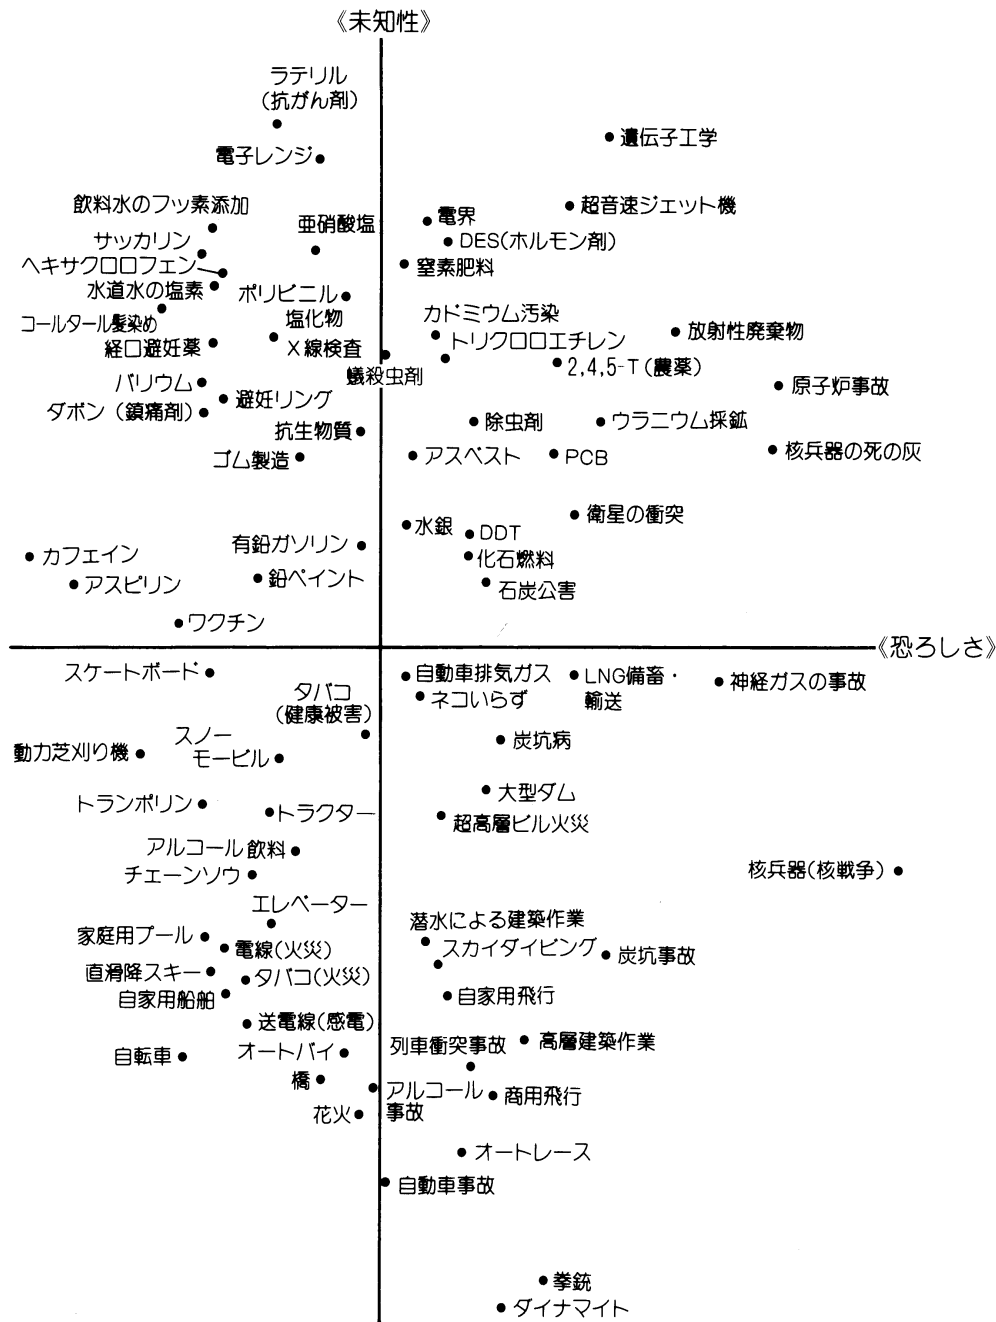 《未知性》
ラテリル
(抗がん剤)
遺伝子工学
電子レンジ
飲料水のフッ素添加
超音速ジェット機
亜硝酸塩
電界
サッカリン
DES(ホルモン剤)
ヘキサクロロフェン
窒素肥料
水道水の塩素
ポリビニル
塩化物
コールタール髪染め
カドミウム汚染
放射性廃棄物
経口避妊薬
X線検査
トリクロロエチレン
蟻殺虫剤
2,4,5-T(農薬)
バリウム
原子炉事故
避妊リング
ダボン(鎮痛剤)
除虫剤
ウラニウム採鉱
抗生物質
ゴム製造
アスベスト
PCB
核兵器の死の灰
衛星の衝突
水銀
DDT
有鉛ガソリン
カフェイン
化石燃料
鉛ペイント
アスピリン
石炭公害
ワクチン
《恐ろしさ》
スケートボード
自動車排気ガス
LNG備畜・
輸送
神経ガスの事故
タバコ
(健康被害)
ネコいらず
スノー
モービル
動力芝刈り機
炭坑病
大型ダム
トランポリン
トラクター
超高層ビル火災
アルコール飲料
チェーンソウ
核兵器(核戦争)
エレベーター
潜水による建築作業
家庭用プール
電線(火災)
スカイダイビング
炭坑事故
直滑降スキー
タバコ(火災)
自家用船舶
自家用飛行
送電線(感電)
自転車
オートバイ
列車衝突事故
高層建築作業
橋
アルコール
事故
商用飛行
花火
オートレース
自動車事故
拳銃
ダイナマイト